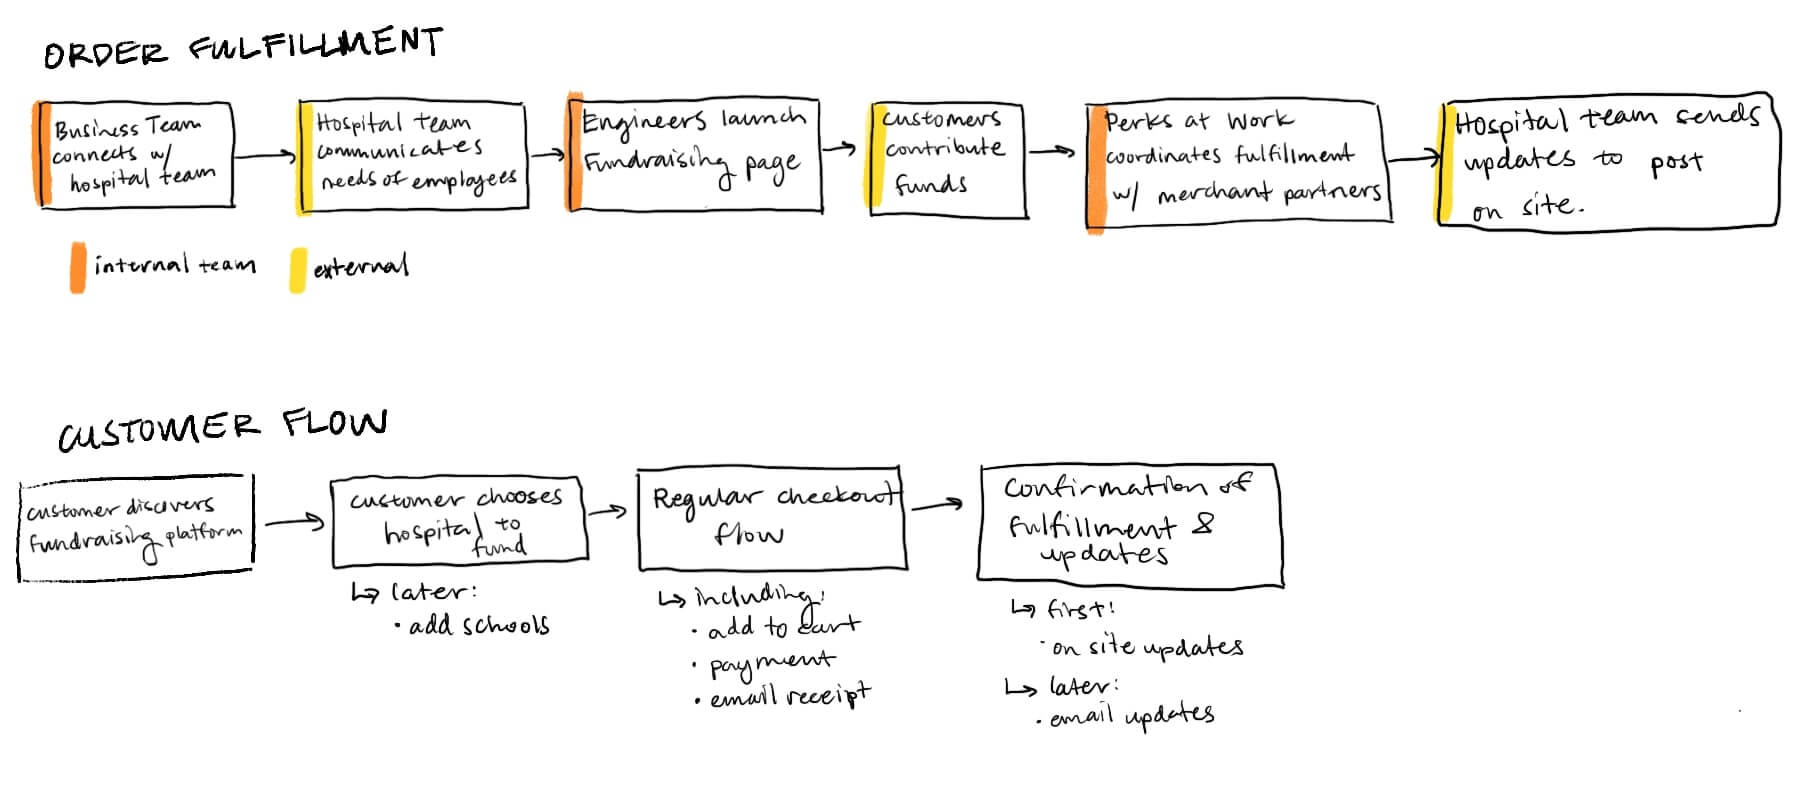 ORDER FULFILLMENT
Business Team
connects w/
hospital team
Hospital team
communicates
needs of employees
Engineers launch
Fundraising page
customers
contribute
funds
Perks at Work
coordinates fulfillment
w/ merchant partners
Hospital team sends
updates to post
on site.
internal team
external
CUSTOMER FLOW
customer discovers
fundraising platform
customer chooses
hospital to
fund
↳ later:
· add schools
Regular checkout
flow
↳ including:
· add to cart
· payment
· email receipt
Confirmation of
fulfillment &
updates
↳ first:
· on site updates
↳ later:
· email updates